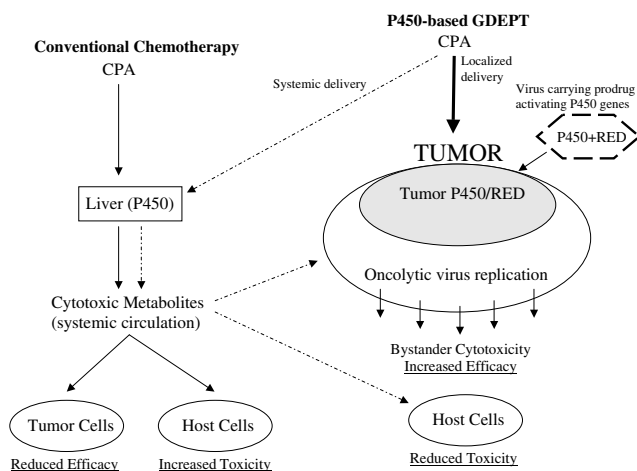 Conventional Chemotherapy
CPA
Liver (P450)
Cytotoxic Metabolites
(systemic circulation)
Tumor Cells
Reduced Efficacy
Host Cells
Increased Toxicity
P450-based GDEPT
CPA
Systemic delivery
Localized
delivery
Virus carrying prodrug
activating P450 genes
P450+RED
TUMOR
Tumor P450/RED
Oncolytic virus replication
Bystander Cytotoxicity
Increased Efficacy
Host Cells
Reduced Toxicity